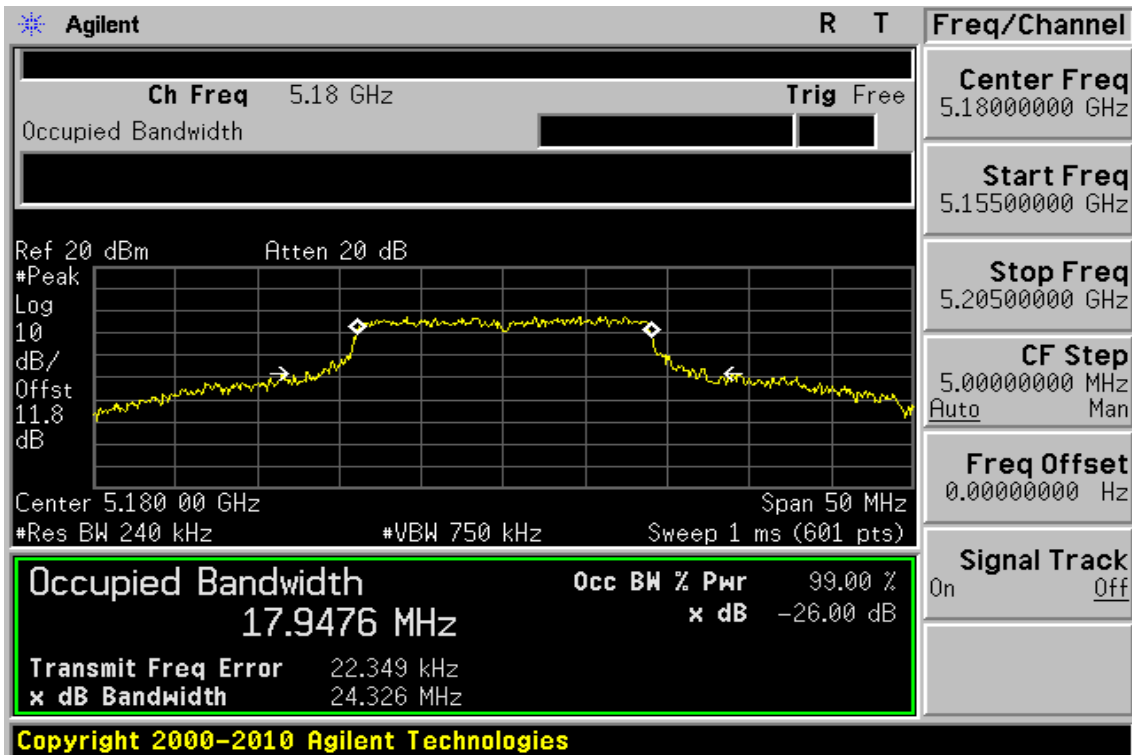 Agilent R T
Ch Freq 5.18 GHz Trig Free
Occupied Bandwidth
Ref 20 dBm Atten 20 dB
#Peak
Log
10
dB/
Offst
11.8
dB
Center 5.180 00 GHz Span 50 MHz
#Res BW 240 kHz #VBW 750 kHz Sweep 1 ms (601 pts)
Occupied Bandwidth
17.9476 MHz
Occ BW % Pwr 99.00 %
x dB -26.00 dB
Transmit Freq Error 22.349 kHz
x dB Bandwidth 24.326 MHz
Copyright 2000-2010 Agilent Technologies
Freq/Channel
Center Freq
5.18000000 GHz
Start Freq
5.15500000 GHz
Stop Freq
5.20500000 GHz
CF Step
5.00000000 MHz
Auto Man
Freq Offset
0.00000000 Hz
Signal Track
On Off